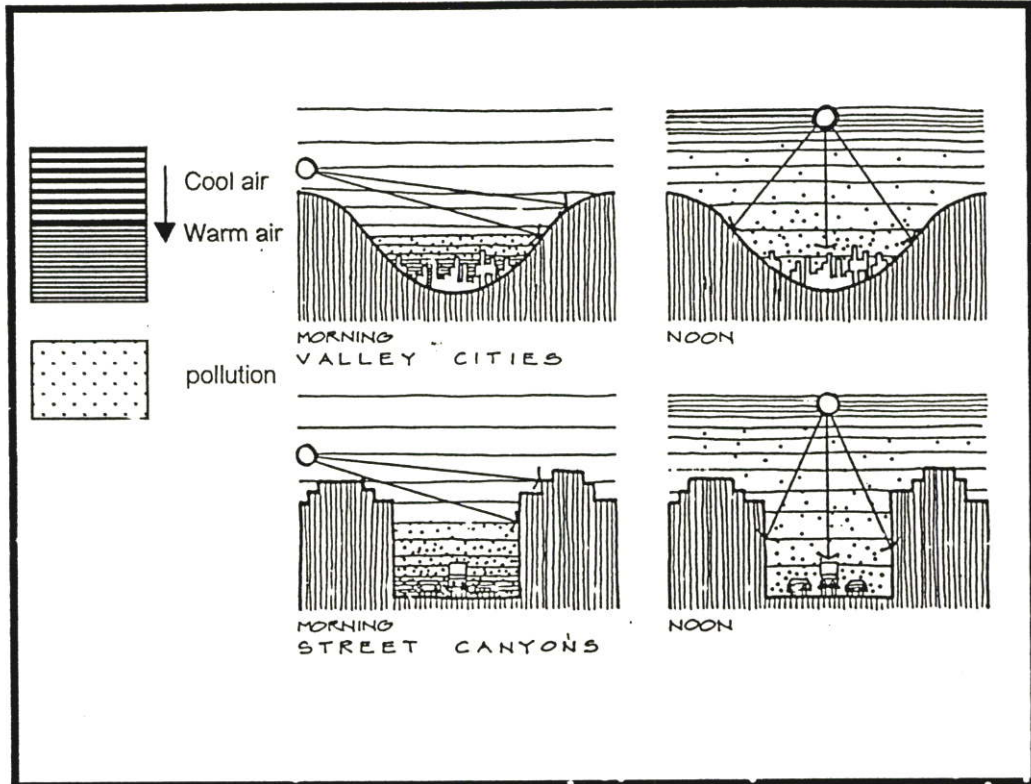 Cool air
Warm air
pollution
MORNING
VALLEY CITIES
NOON
MORNING
STREET CANYONS
NOON